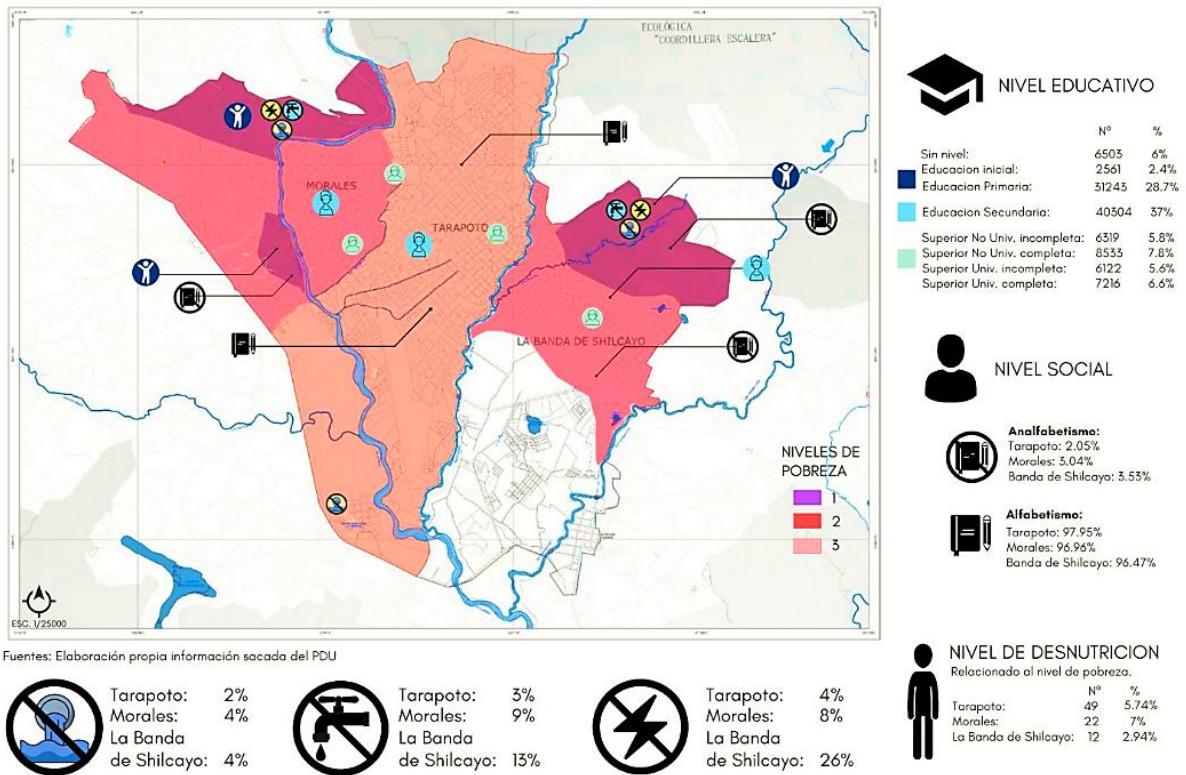 ECOLÓGICA
"COORDILLERA ESCALERA"
MORALES
TARAPOTO
LA BANDA DE SHILCAYO
NIVELES DE
POBREZA
1
2
3
ESC. 1/25000
Fuentes: Elaboración propia información sacada del PDU
Tarapoto: 2%
Morales: 4%
La Banda
de Shilcayo: 4%
Tarapoto: 3%
Morales: 9%
La Banda
de Shilcayo: 13%
Tarapoto: 4%
Morales: 8%
La Banda
de Shilcayo: 26%
NIVEL EDUCATIVO
Nº %
Sin nivel: 6503 6%
Educacion inicial: 2561 2.4%
Educacion Primaria: 31243 28.7%
Educacion Secundaria: 40304 37%
Superior No Univ. incompleta: 6319 5.8%
Superior No Univ. completa: 8533 7.8%
Superior Univ. incompleta: 6122 5.6%
Superior Univ. completa: 7216 6.6%
NIVEL SOCIAL
Analfabetismo:
Tarapoto: 2.05%
Morales: 3.04%
Banda de Shilcayo: 3.53%
Alfabetismo:
Tarapoto: 97.95%
Morales: 96.96%
Banda de Shilcayo: 96.47%
NIVEL DE DESNUTRICION
Relacionado al nivel de pobreza.
Nº %
Tarapoto: 49 5.74%
Morales: 22 7%
La Banda de Shilcayo: 12 2.94%